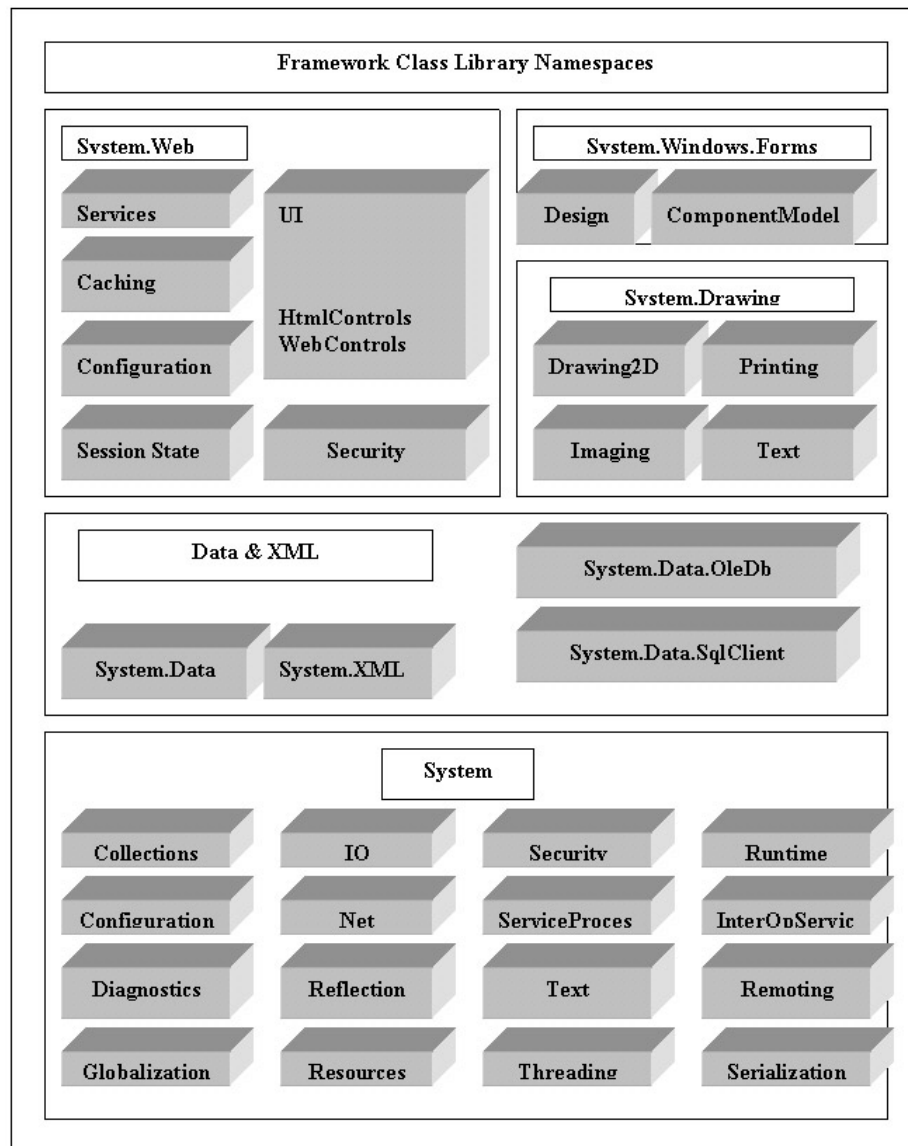 Framework Class Library Namespaces
System.Web
Services
Caching
Configuration
Session State
UI
HtmlControls
WebControls
Security
System.Windows.Forms
Design
ComponentModel
System.Drawing
Drawing2D
Printing
Imaging
Text
Data & XML
System.Data
System.XML
System.Data.OleDb
System.Data.SqlClient
System
Collections
IO
Security
Runtime
Configuration
Net
ServiceProces
InterOpServic
Diagnostics
Reflection
Text
Remoting
Globalization
Resources
Threading
Serialization